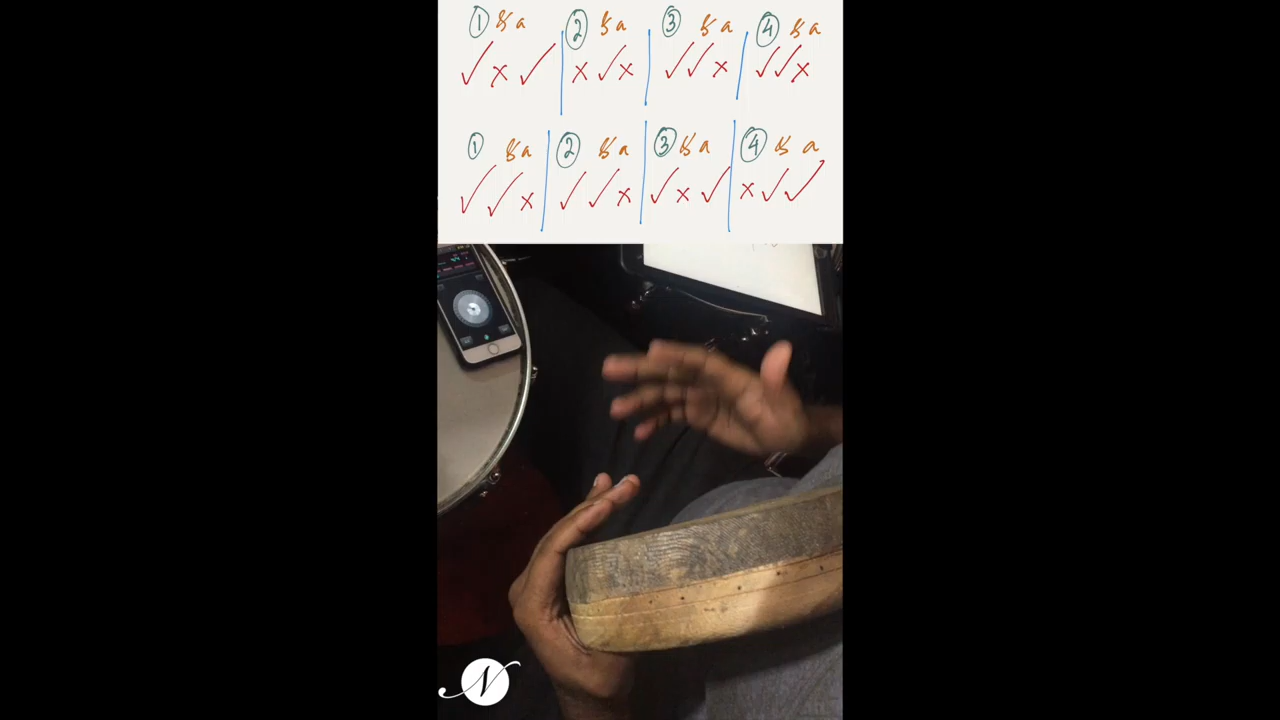 ① & a | ② & a | ③ & a | ④ & a
✓ x ✓ | x ✓ x | ✓ ✓ x | ✓ ✓ x
① & a | ② & a | ③ & a | ④ & a
✓ ✓ x | ✓ ✓ x | ✓ x ✓ | x ✓ ✓
N